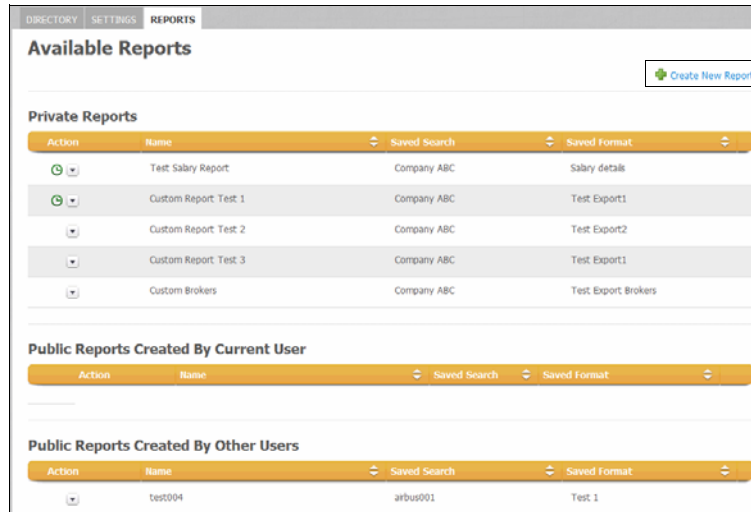 DIRECTORY SETTINGS REPORTS
Available Reports
Create New Report
Private Reports
Action Name Saved Search Saved Format
Test Salary Report Company ABC Salary details
Custom Report Test 1 Company ABC Test Export1
Custom Report Test 2 Company ABC Test Export2
Custom Report Test 3 Company ABC Test Export1
Custom Brokers Company ABC Test Export Brokers
Public Reports Created By Current User
Action Name Saved Search Saved Format
Public Reports Created By Other Users
Action Name Saved Search Saved Format
test004 arbus001 Test 1